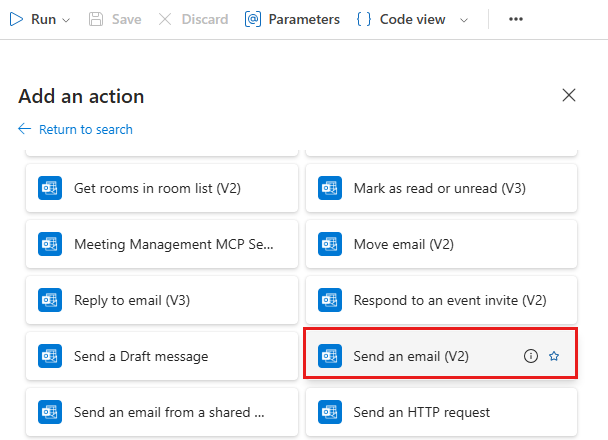 Run Save Discard Parameters Code view
Add an action
Return to search
Get rooms in room list (V2) Mark as read or unread (V3)
Meeting Management MCP Se... Move email (V2)
Reply to email (V3) Respond to an event invite (V2)
Send a Draft message Send an email (V2)
Send an email from a shared ... Send an HTTP request